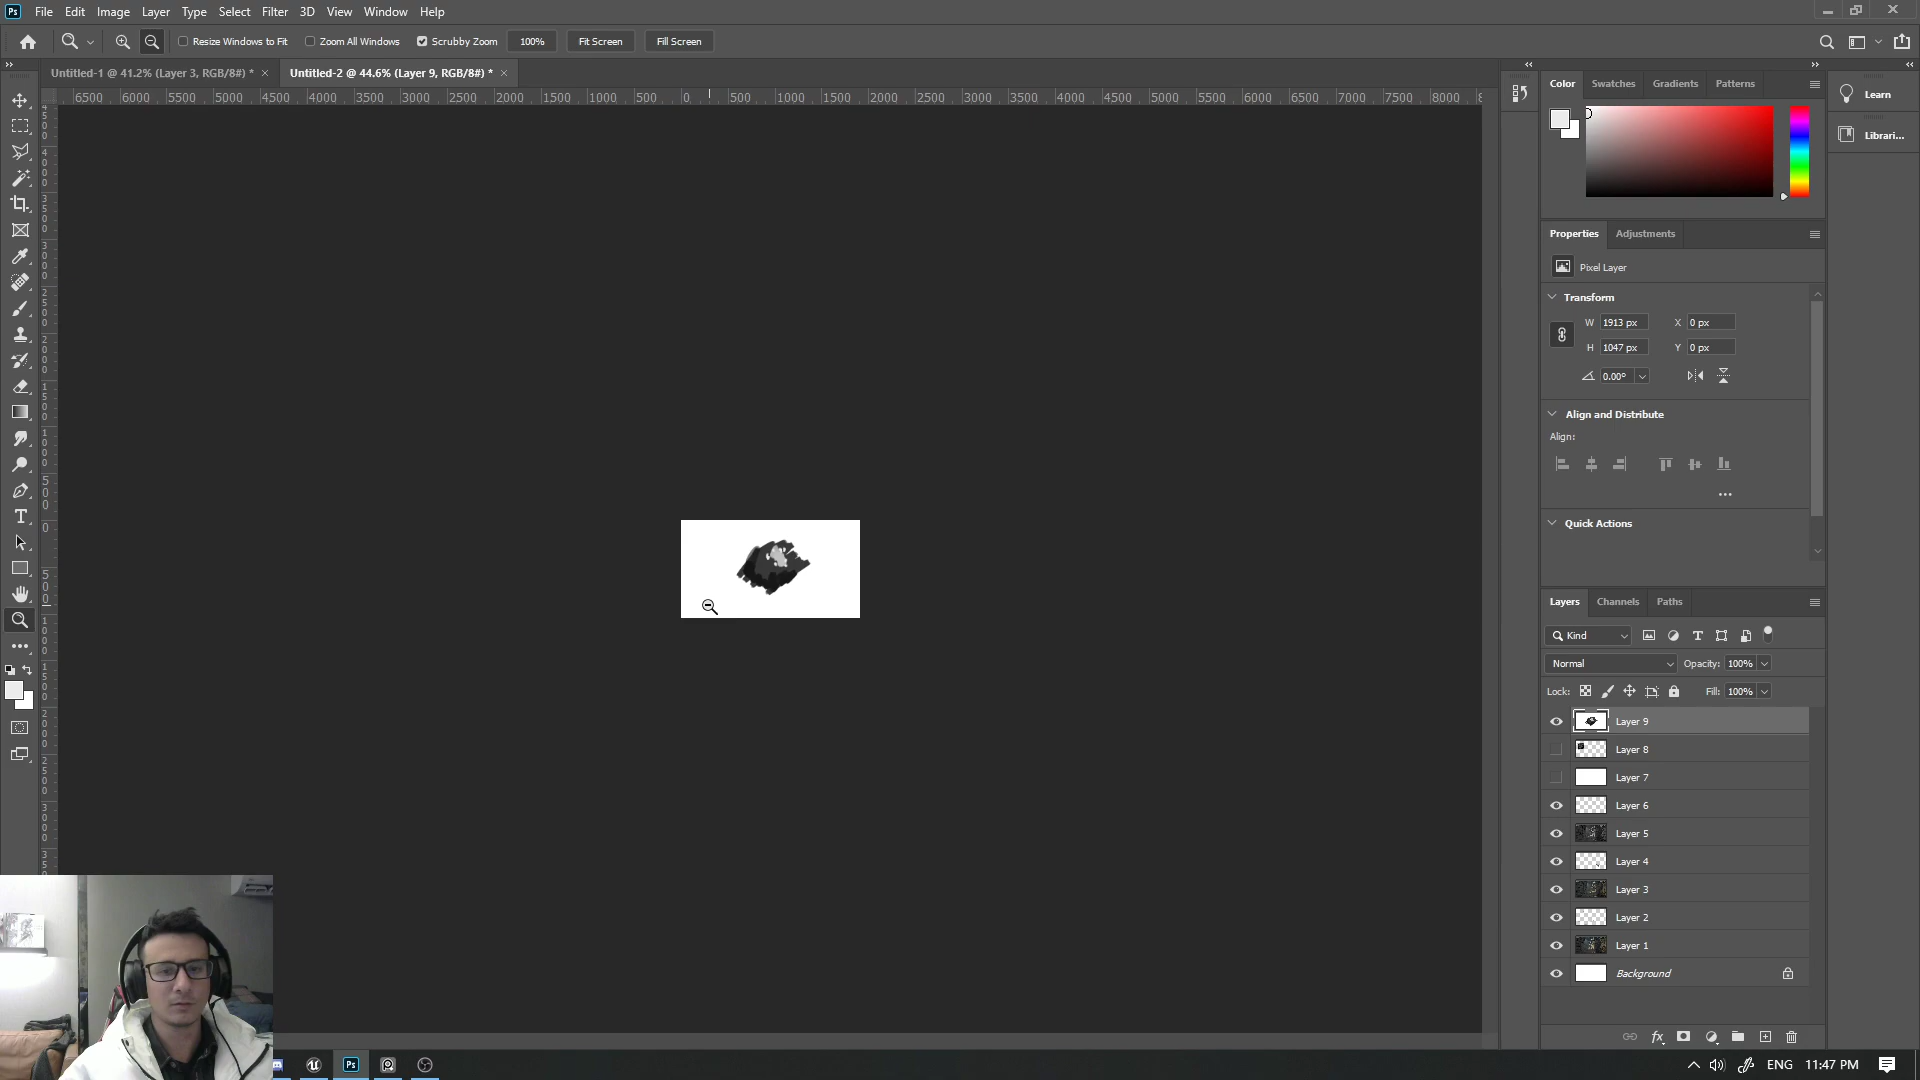 Ps File Edit Image Layer Type Select Filter 3D View Window Help
Resize Windows to Fit Zoom All Windows Scrubby Zoom 100% Fit Screen Fill Screen
Untitled-1 @ 41.2% (Layer 3, RGB/8#) * × Untitled-2 @ 44.6% (Layer 9, RGB/8#) * ×
6500 6000 5500 5000 4500 4000 3500 3000 2500 2000 1500 1000 500 0 500 1000 1500 2000 2500 3000 3500 4000 4500 5000 5500 6000 6500 7000 7500 8000
Color Swatches Gradients Patterns
Learn
Librari...
Properties Adjustments
Pixel Layer
Transform
W 1913 px X 0 px
H 1047 px Y 0 px
0.00°
Align and Distribute
Align:
Quick Actions
Layers Channels Paths
Kind
Normal Opacity: 100%
Lock: Fill: 100%
Layer 9
Layer 8
Layer 7
Layer 6
Layer 5
Layer 4
Layer 3
Layer 2
Layer 1
Background
fx
Ps
ENG 11:47 PM